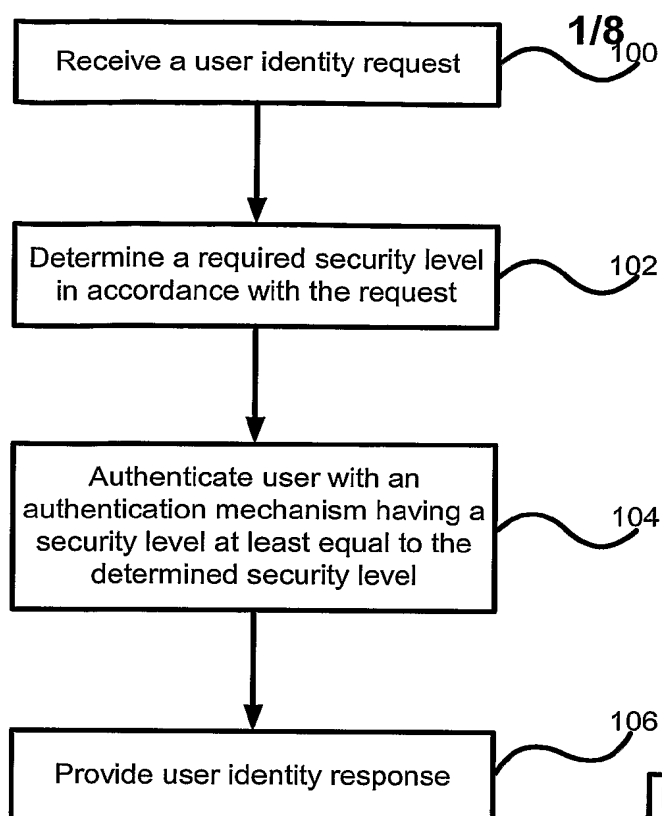 1/8
Receive a user identity request
100
Determine a required security level
in accordance with the request
102
Authenticate user with an
authentication mechanism having a
security level at least equal to the
determined security level
104
Provide user identity response
106